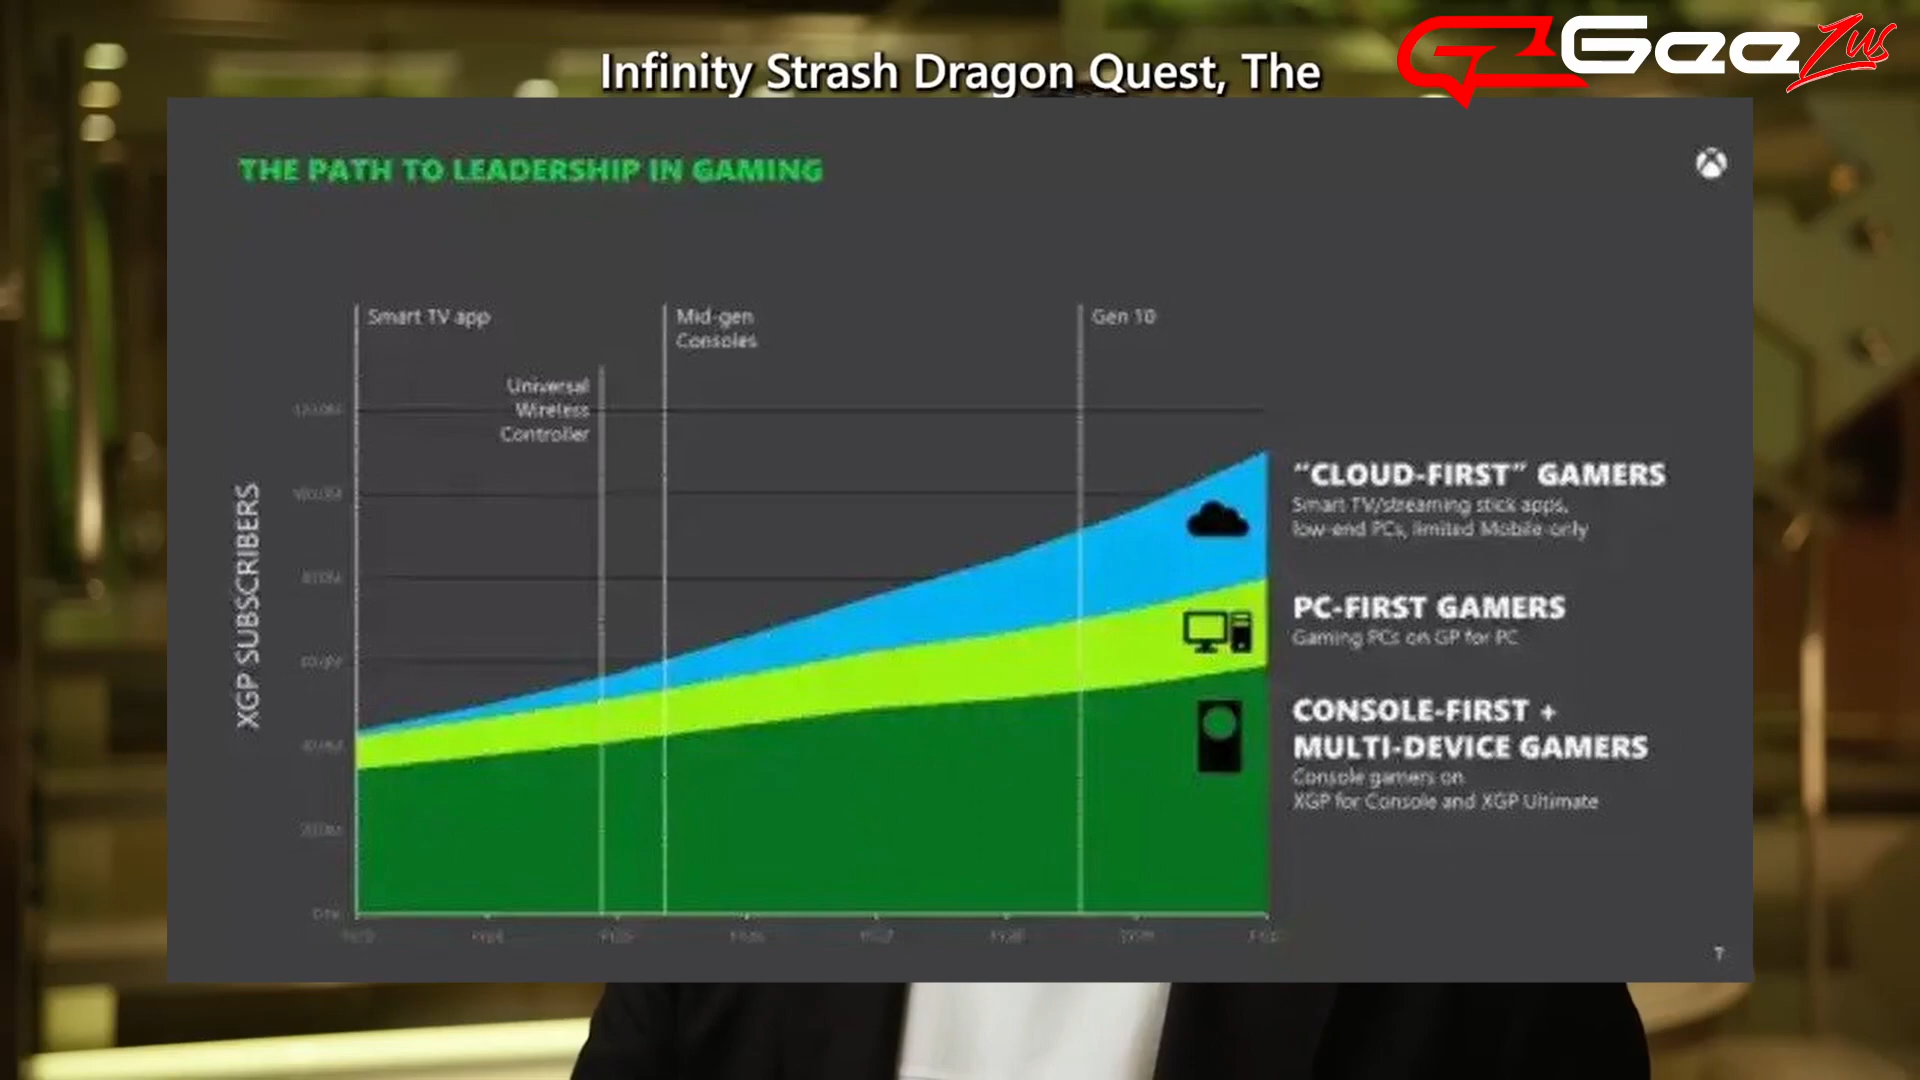 Infinity Strash Dragon Quest, The
GeeZus
THE PATH TO LEADERSHIP IN GAMING
Smart TV app
Mid-gen
Consoles
Gen 10
Universal
Wireless
Controller
XGP SUBSCRIBERS
"CLOUD-FIRST" GAMERS
Smart TV/streaming stick apps,
low-end PCs, limited Mobile-only
PC-FIRST GAMERS
Gaming PCs on GP for PC
CONSOLE-FIRST +
MULTI-DEVICE GAMERS
Console gamers on
XGP for Console and XGP Ultimate
7